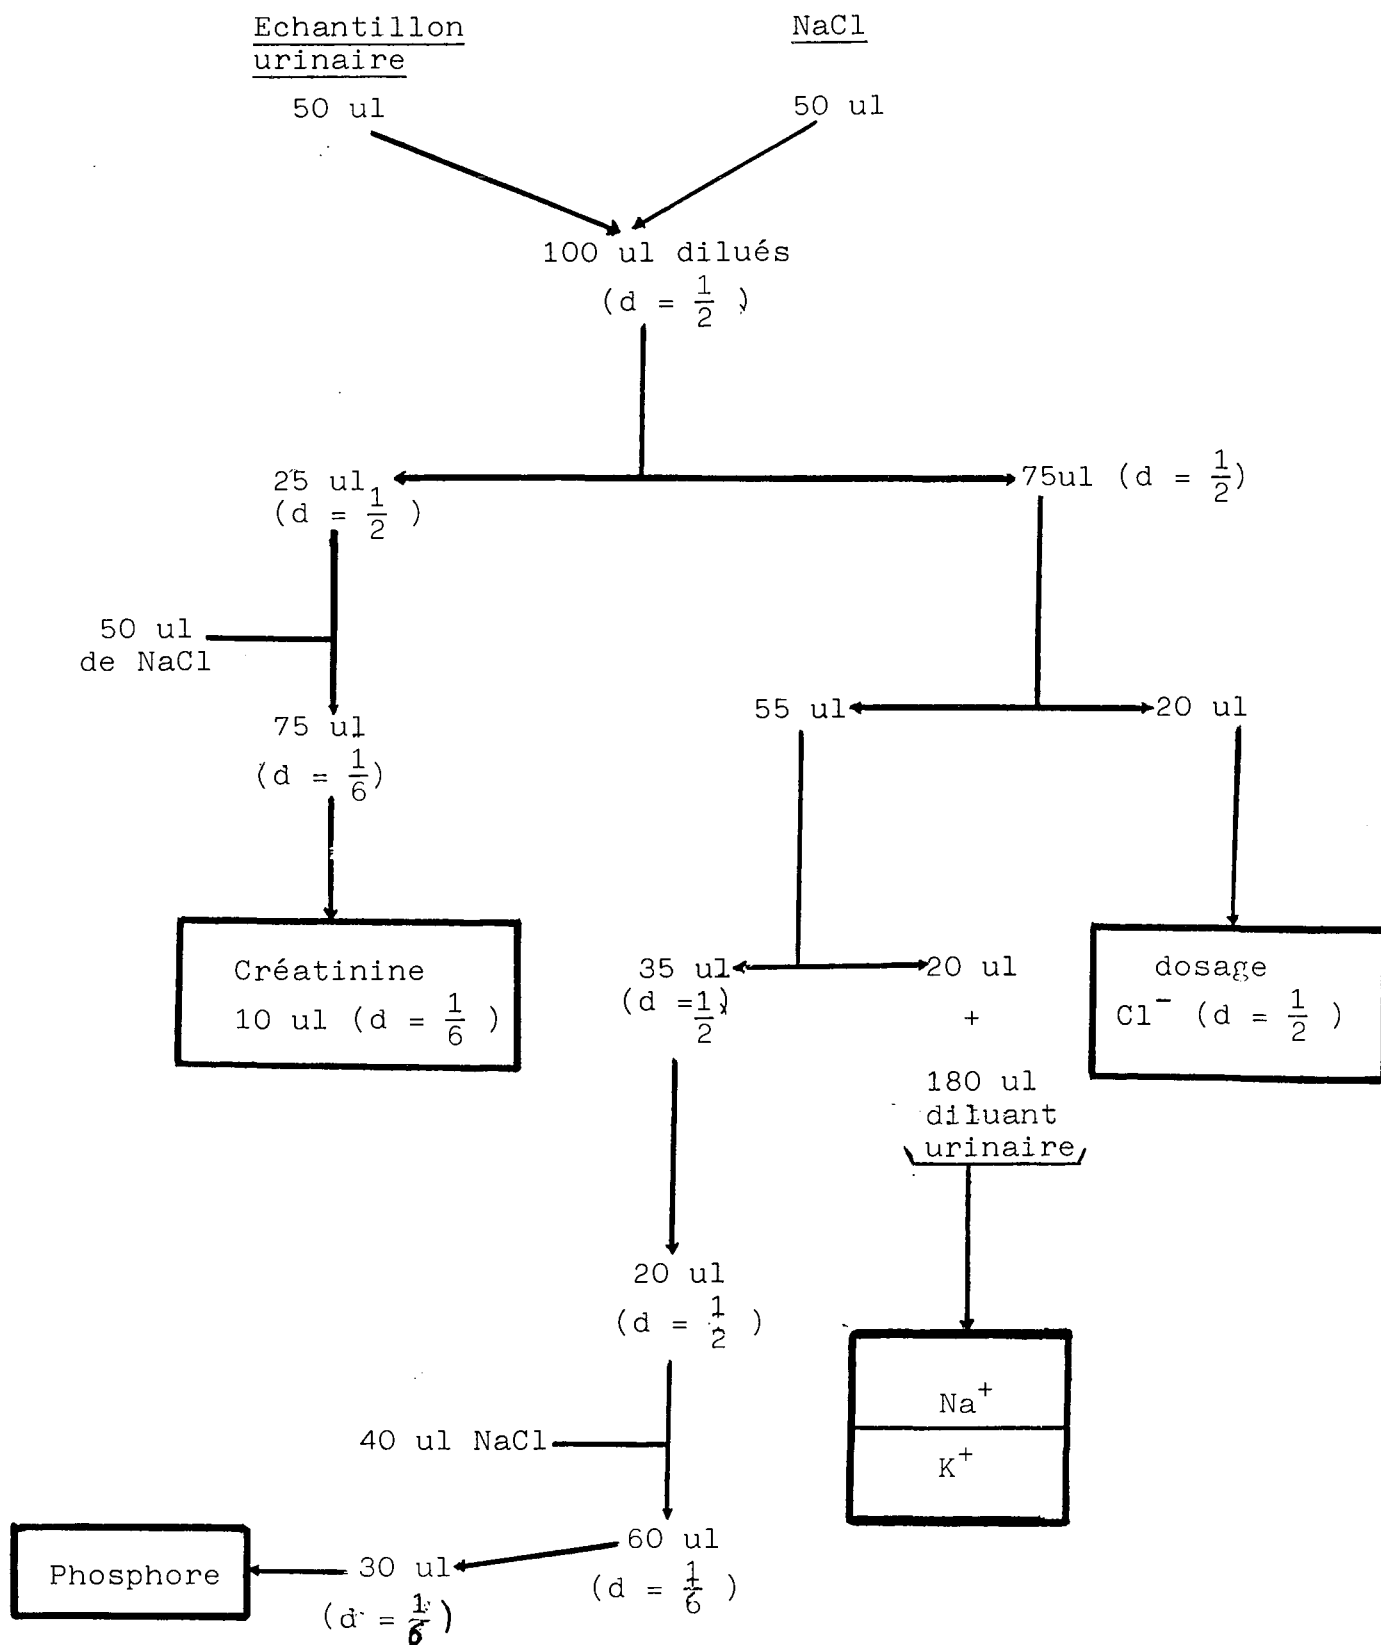 Echantillon
urinaire
NaCl
50 ul
50 ul
100 ul dilués
(d = 1/2 )
25 ul
(d = 1/2 )
75ul (d = 1/2)
50 ul
de NaCl
75 ul
(d = 1/6)
55 ul
20 ul
Créatinine
10 ul (d = 1/6 )
35 ul
(d =1/2)
20 ul
+
180 ul
diluant
urinaire
dosage
Cl⁻ (d = 1/2 )
20 ul
(d = 1/2 )
Na⁺
K⁺
40 ul NaCl
60 ul
(d = 1/6 )
30 ul
(d = 1/6 )
Phosphore